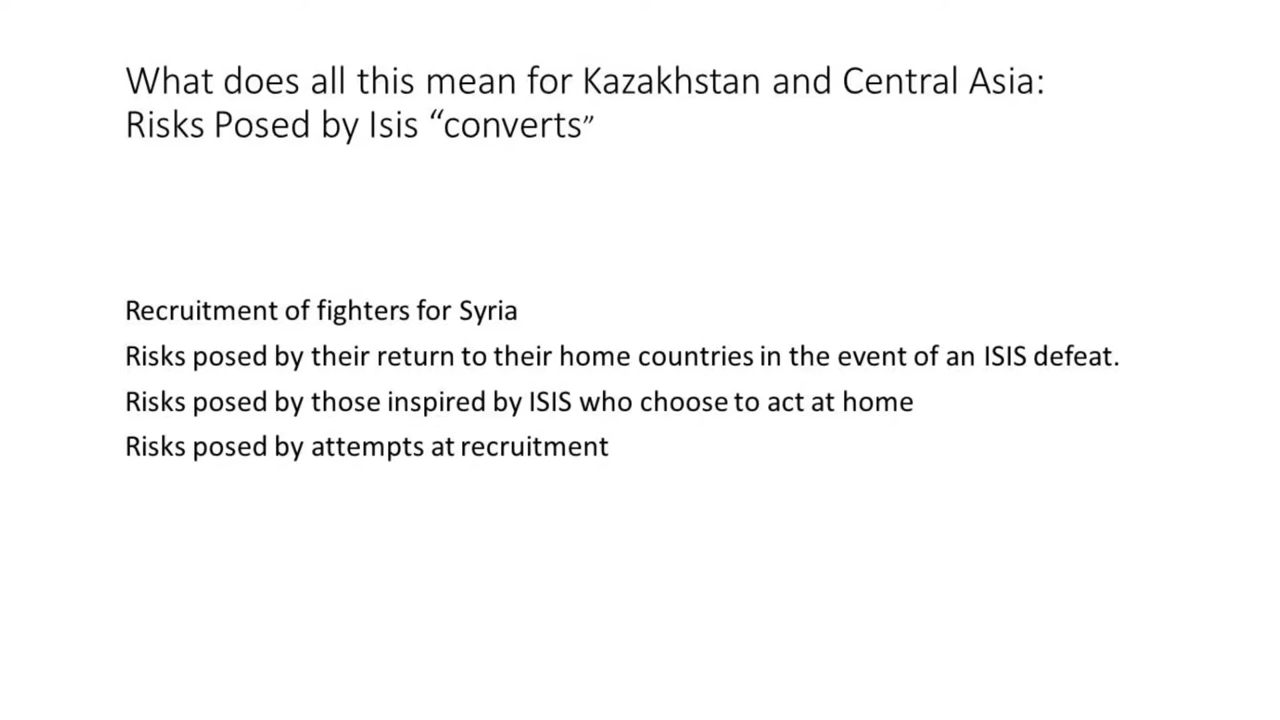 What does all this mean for Kazakhstan and Central Asia:
Risks Posed by Isis “converts”
Recruitment of fighters for Syria
Risks posed by their return to their home countries in the event of an ISIS defeat.
Risks posed by those inspired by ISIS who choose to act at home
Risks posed by attempts at recruitment